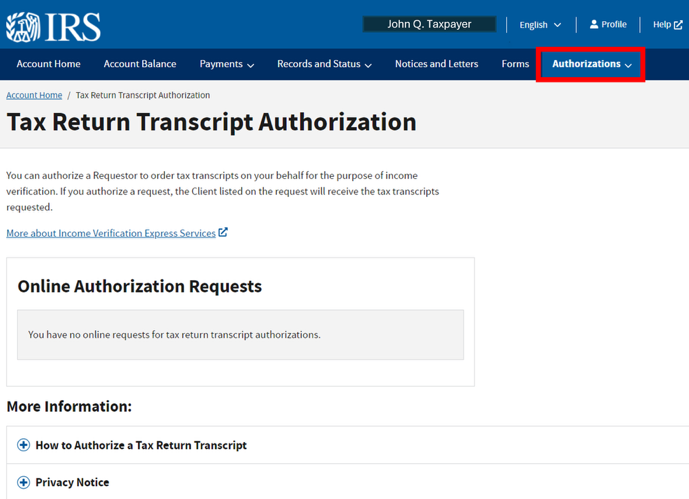 IRS
John Q. Taxpayer
English
Profile
Help
Account Home
Account Balance
Payments
Records and Status
Notices and Letters
Forms
Authorizations
Account Home / Tax Return Transcript Authorization
Tax Return Transcript Authorization
You can authorize a Requestor to order tax transcripts on your behalf for the purpose of income
verification. If you authorize a request, the Client listed on the request will receive the tax transcripts
requested.
More about Income Verification Express Services
Online Authorization Requests
You have no online requests for tax return transcript authorizations.
More Information:
How to Authorize a Tax Return Transcript
Privacy Notice